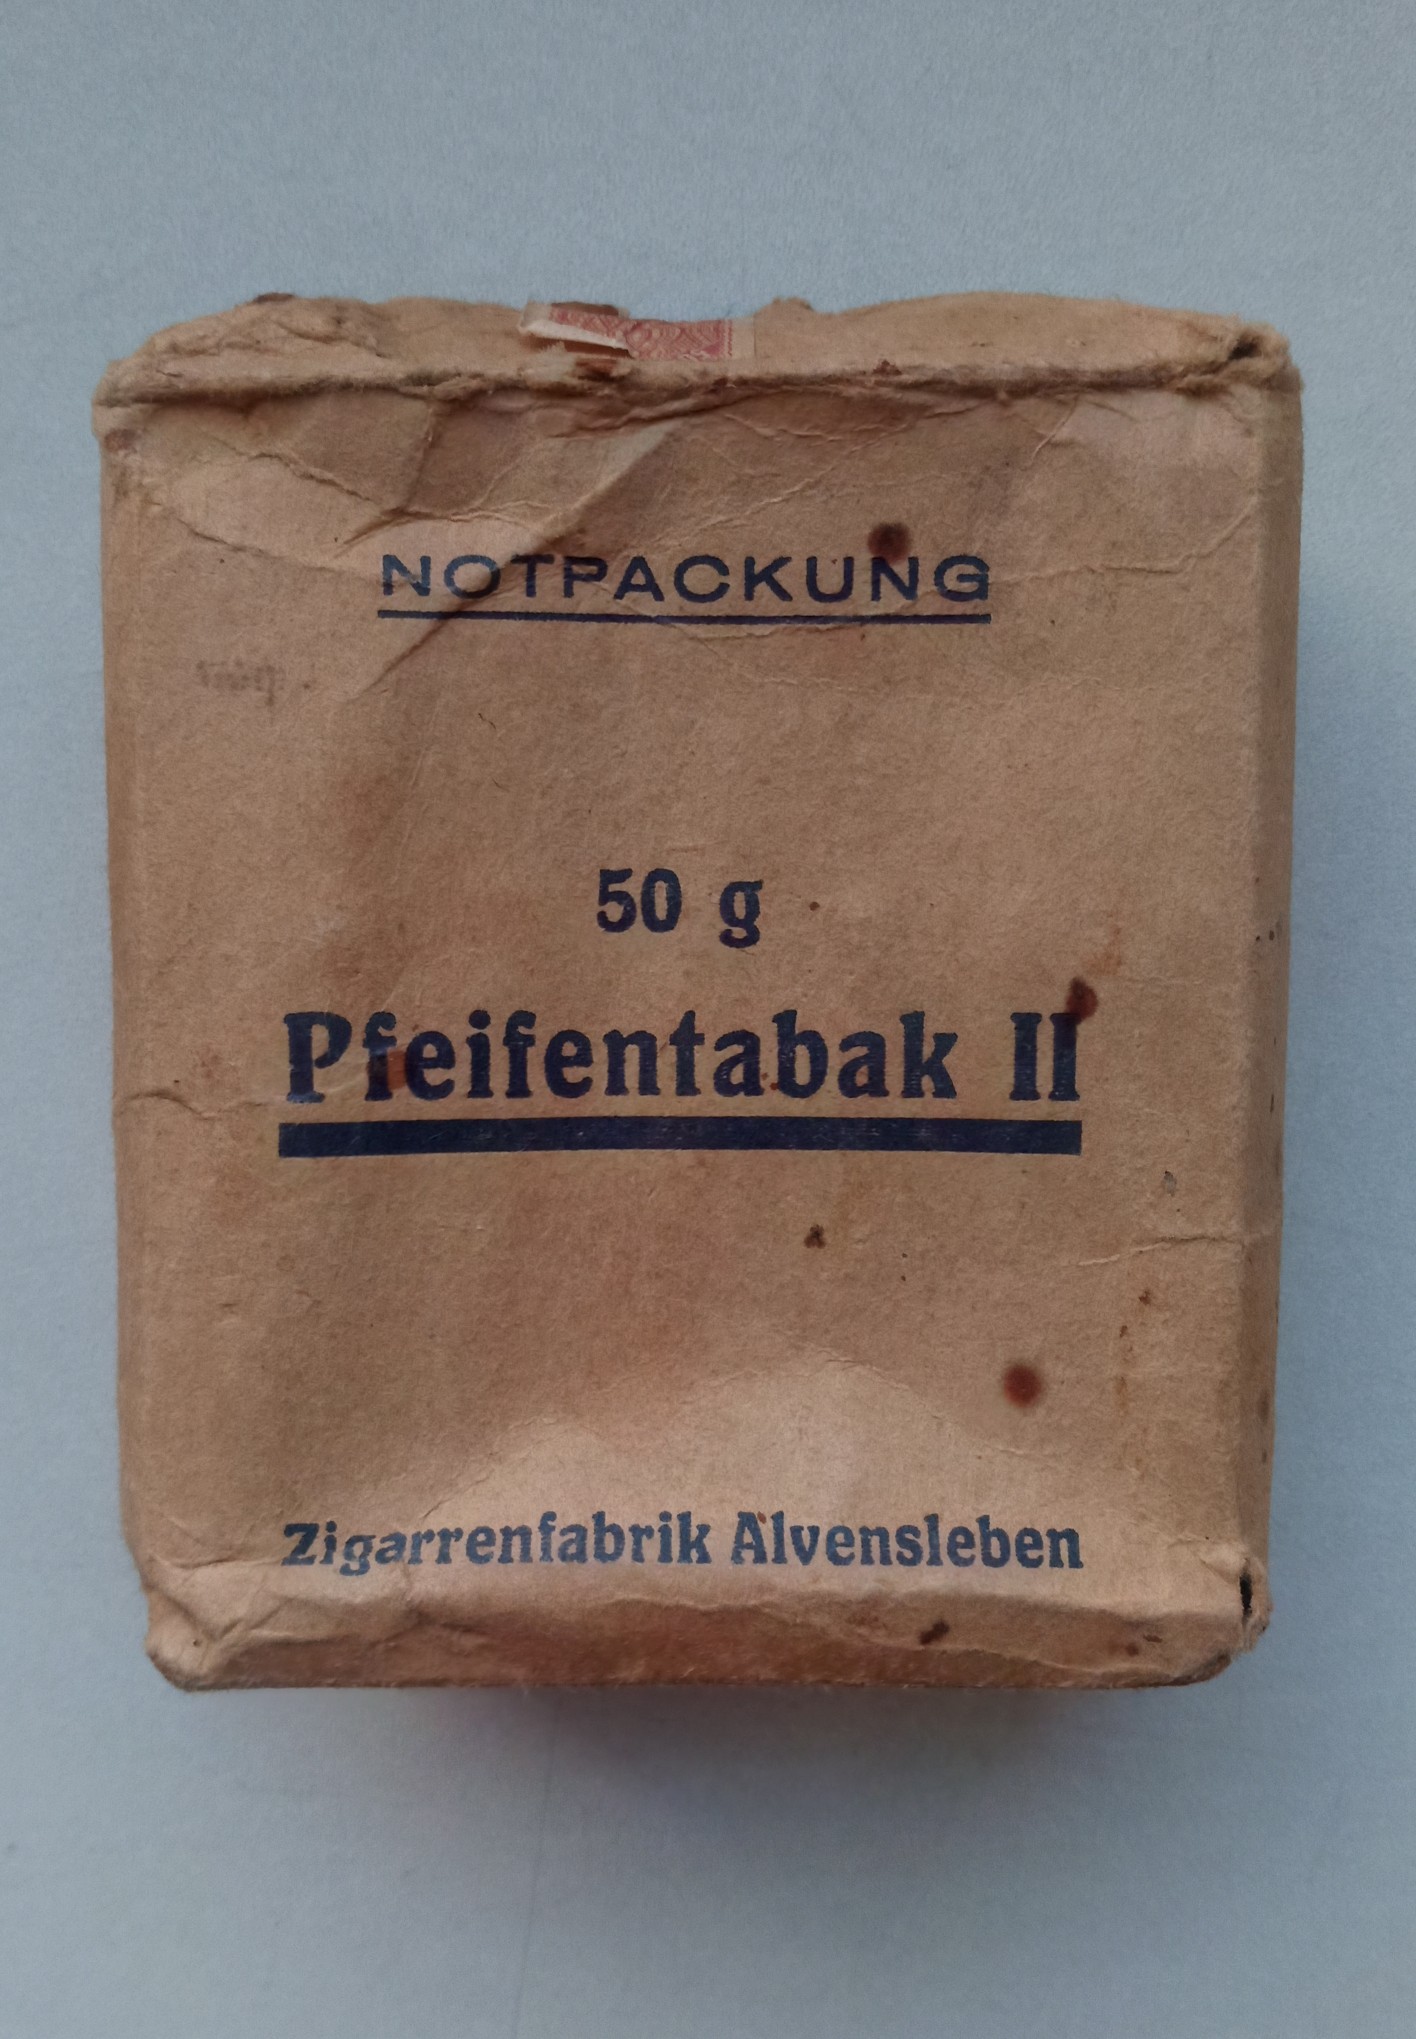 NOTPACKUNG
50 g
Pfeifentabak II
Zigarrenfabrik Alvensleben